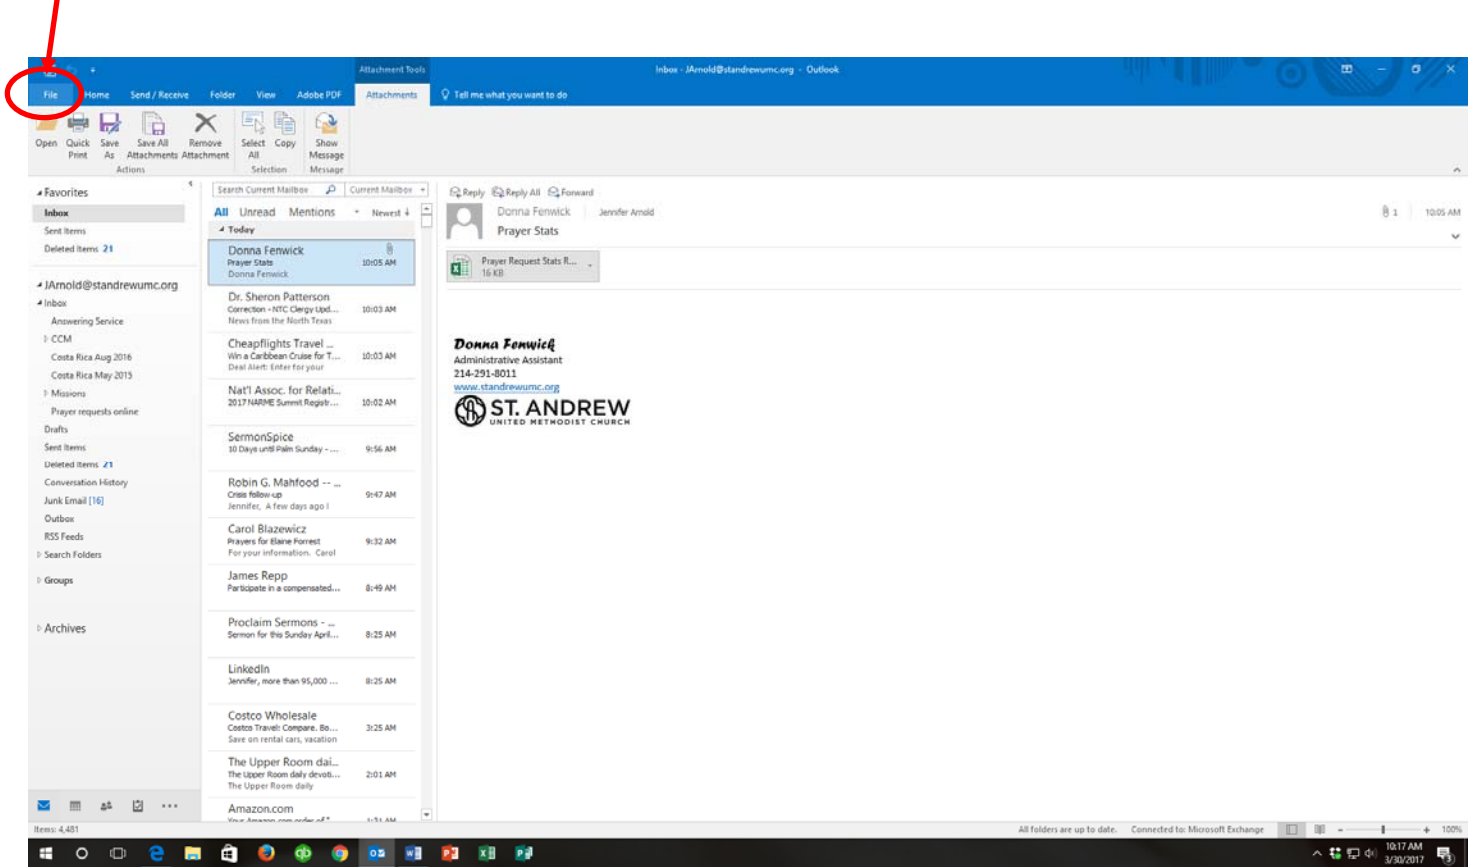 Attachment Tools
Inbox - JArnold@standrewumc.org - Outlook
File Home Send / Receive Folder View Adobe PDF Attachments Tell me what you want to do
Open Quick Print Save As Save All Attachments Remove Attachment Select All Copy Show Message
Actions Selection Message
Favorites
Inbox
Sent Items
Deleted Items 21
JArnold@standrewumc.org
Inbox
Answering Service
CCM
Costa Rica Aug 2016
Costa Rica May 2015
Missions
Prayer requests online
Drafts
Sent Items
Deleted Items 21
Conversation History
Junk Email [16]
Outbox
RSS Feeds
Search Folders
Groups
Archives
Search Current Mailbox Current Mailbox
All Unread Mentions Newest ↓
Today
Donna Fenwick
Prayer Stats 10:05 AM
Donna Fenwick
Dr. Sheron Patterson
Correction - NTC Clergy Upd... 10:03 AM
News from the North Texas
Cheapflights Travel ...
Win a Caribbean Cruise for T... 10:03 AM
Deal Alert: Enter for your
Nat'l Assoc. for Relati...
2017 NARME Summit Registr... 10:02 AM
SermonSpice
10 Days until Palm Sunday - ... 9:56 AM
Robin G. Mahfood -- ...
Crisis follow-up 9:47 AM
Jennifer, A few days ago I
Carol Blazewicz
Prayers for Elaine Forrest 9:32 AM
For your information. Carol
James Repp
Participate in a compensated... 8:49 AM
Proclaim Sermons - ...
Sermon for this Sunday April... 8:25 AM
LinkedIn
Jennifer, more than 95,000 ... 8:25 AM
Costco Wholesale
Costco Travel: Compare. Bo... 3:25 AM
Save on rental cars, vacation
The Upper Room dai...
The Upper Room daily devoti... 2:01 AM
The Upper Room daily
Amazon.com
Your Amazon.com order of " 1:31 AM
Reply Reply All Forward
Donna Fenwick Jennifer Arnold 1 10:05 AM
Prayer Stats
Prayer Request Stats R...
16 KB
Donna Fenwick
Administrative Assistant
214-291-8011
www.standrewumc.org
ST. ANDREW
UNITED METHODIST CHURCH
Items: 4,481 All folders are up to date. Connected to: Microsoft Exchange 100%
10:17 AM
3/30/2017